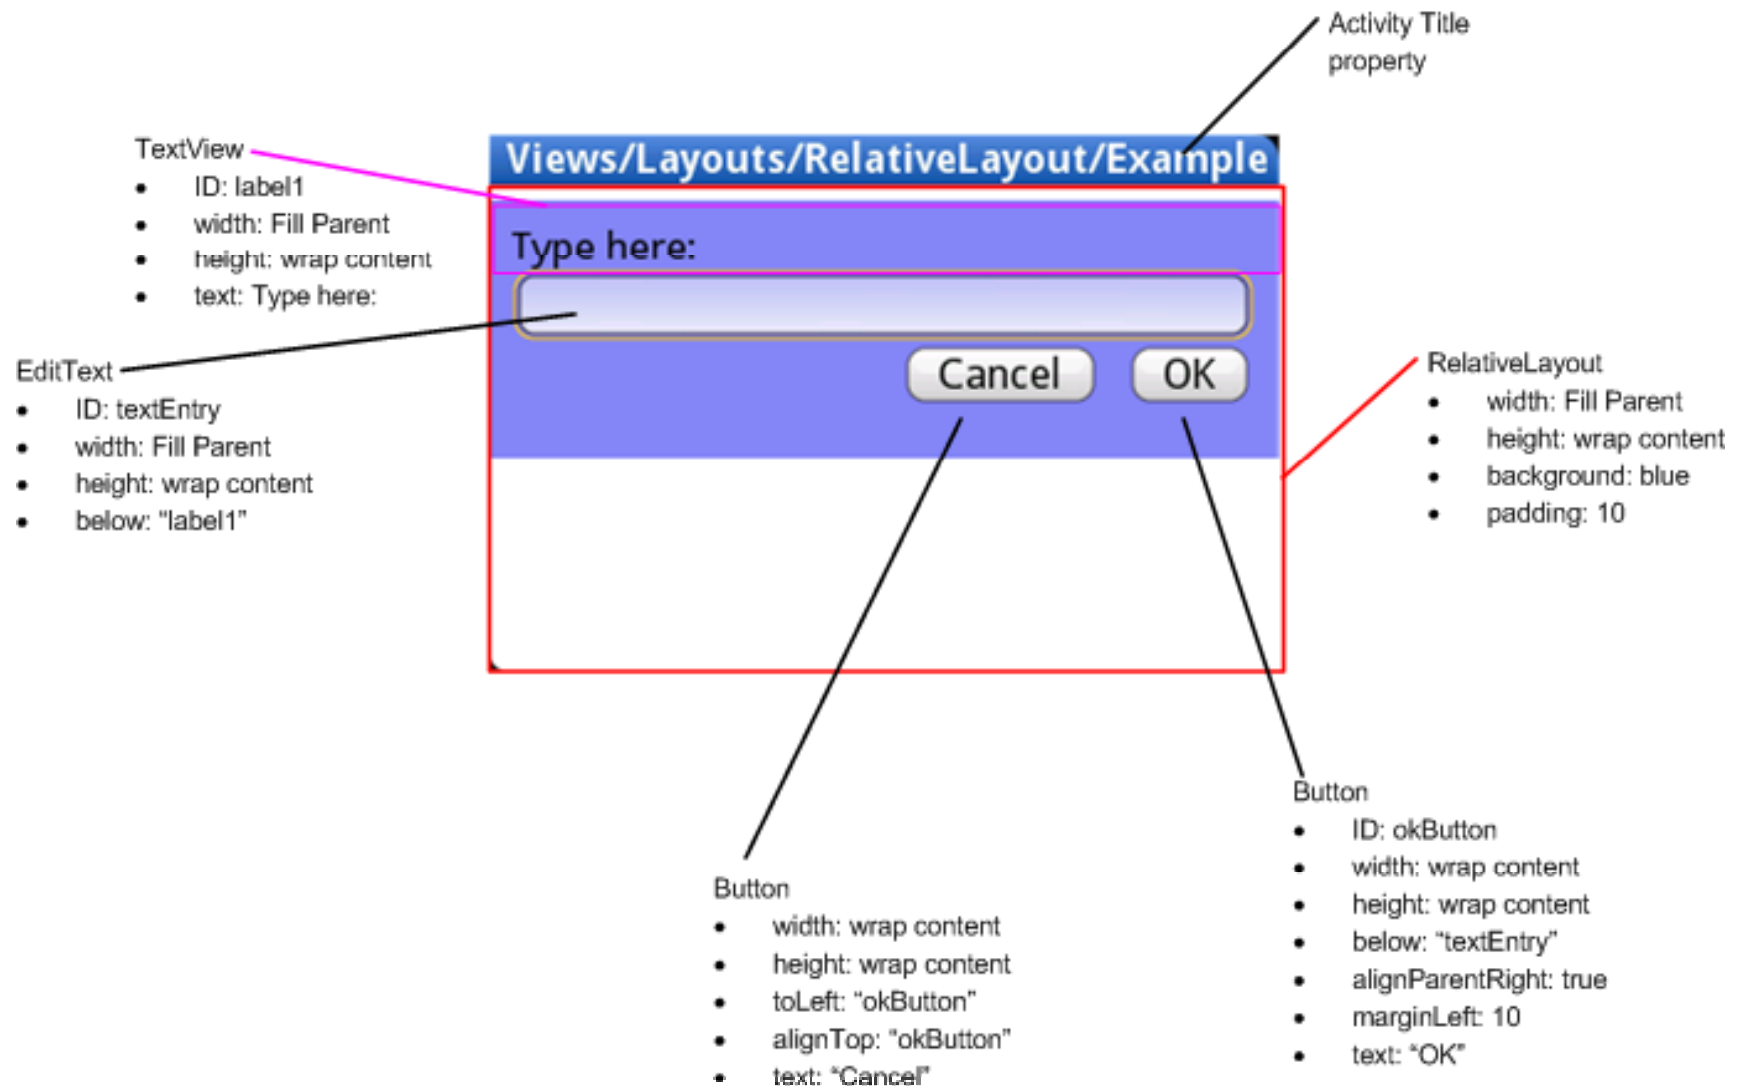 Activity Title
property
Views/Layouts/RelativeLayout/Example
TextView
• ID: label1
• width: Fill Parent
• height: wrap content
• text: Type here:
Type here:
Cancel
OK
EditText
• ID: textEntry
• width: Fill Parent
• height: wrap content
• below: “label1”
RelativeLayout
• width: Fill Parent
• height: wrap content
• background: blue
• padding: 10
Button
• width: wrap content
• height: wrap content
• toLeft: “okButton”
• alignTop: “okButton”
• text: “Cancel”
Button
• ID: okButton
• width: wrap content
• height: wrap content
• below: “textEntry”
• alignParentRight: true
• marginLeft: 10
• text: “OK”